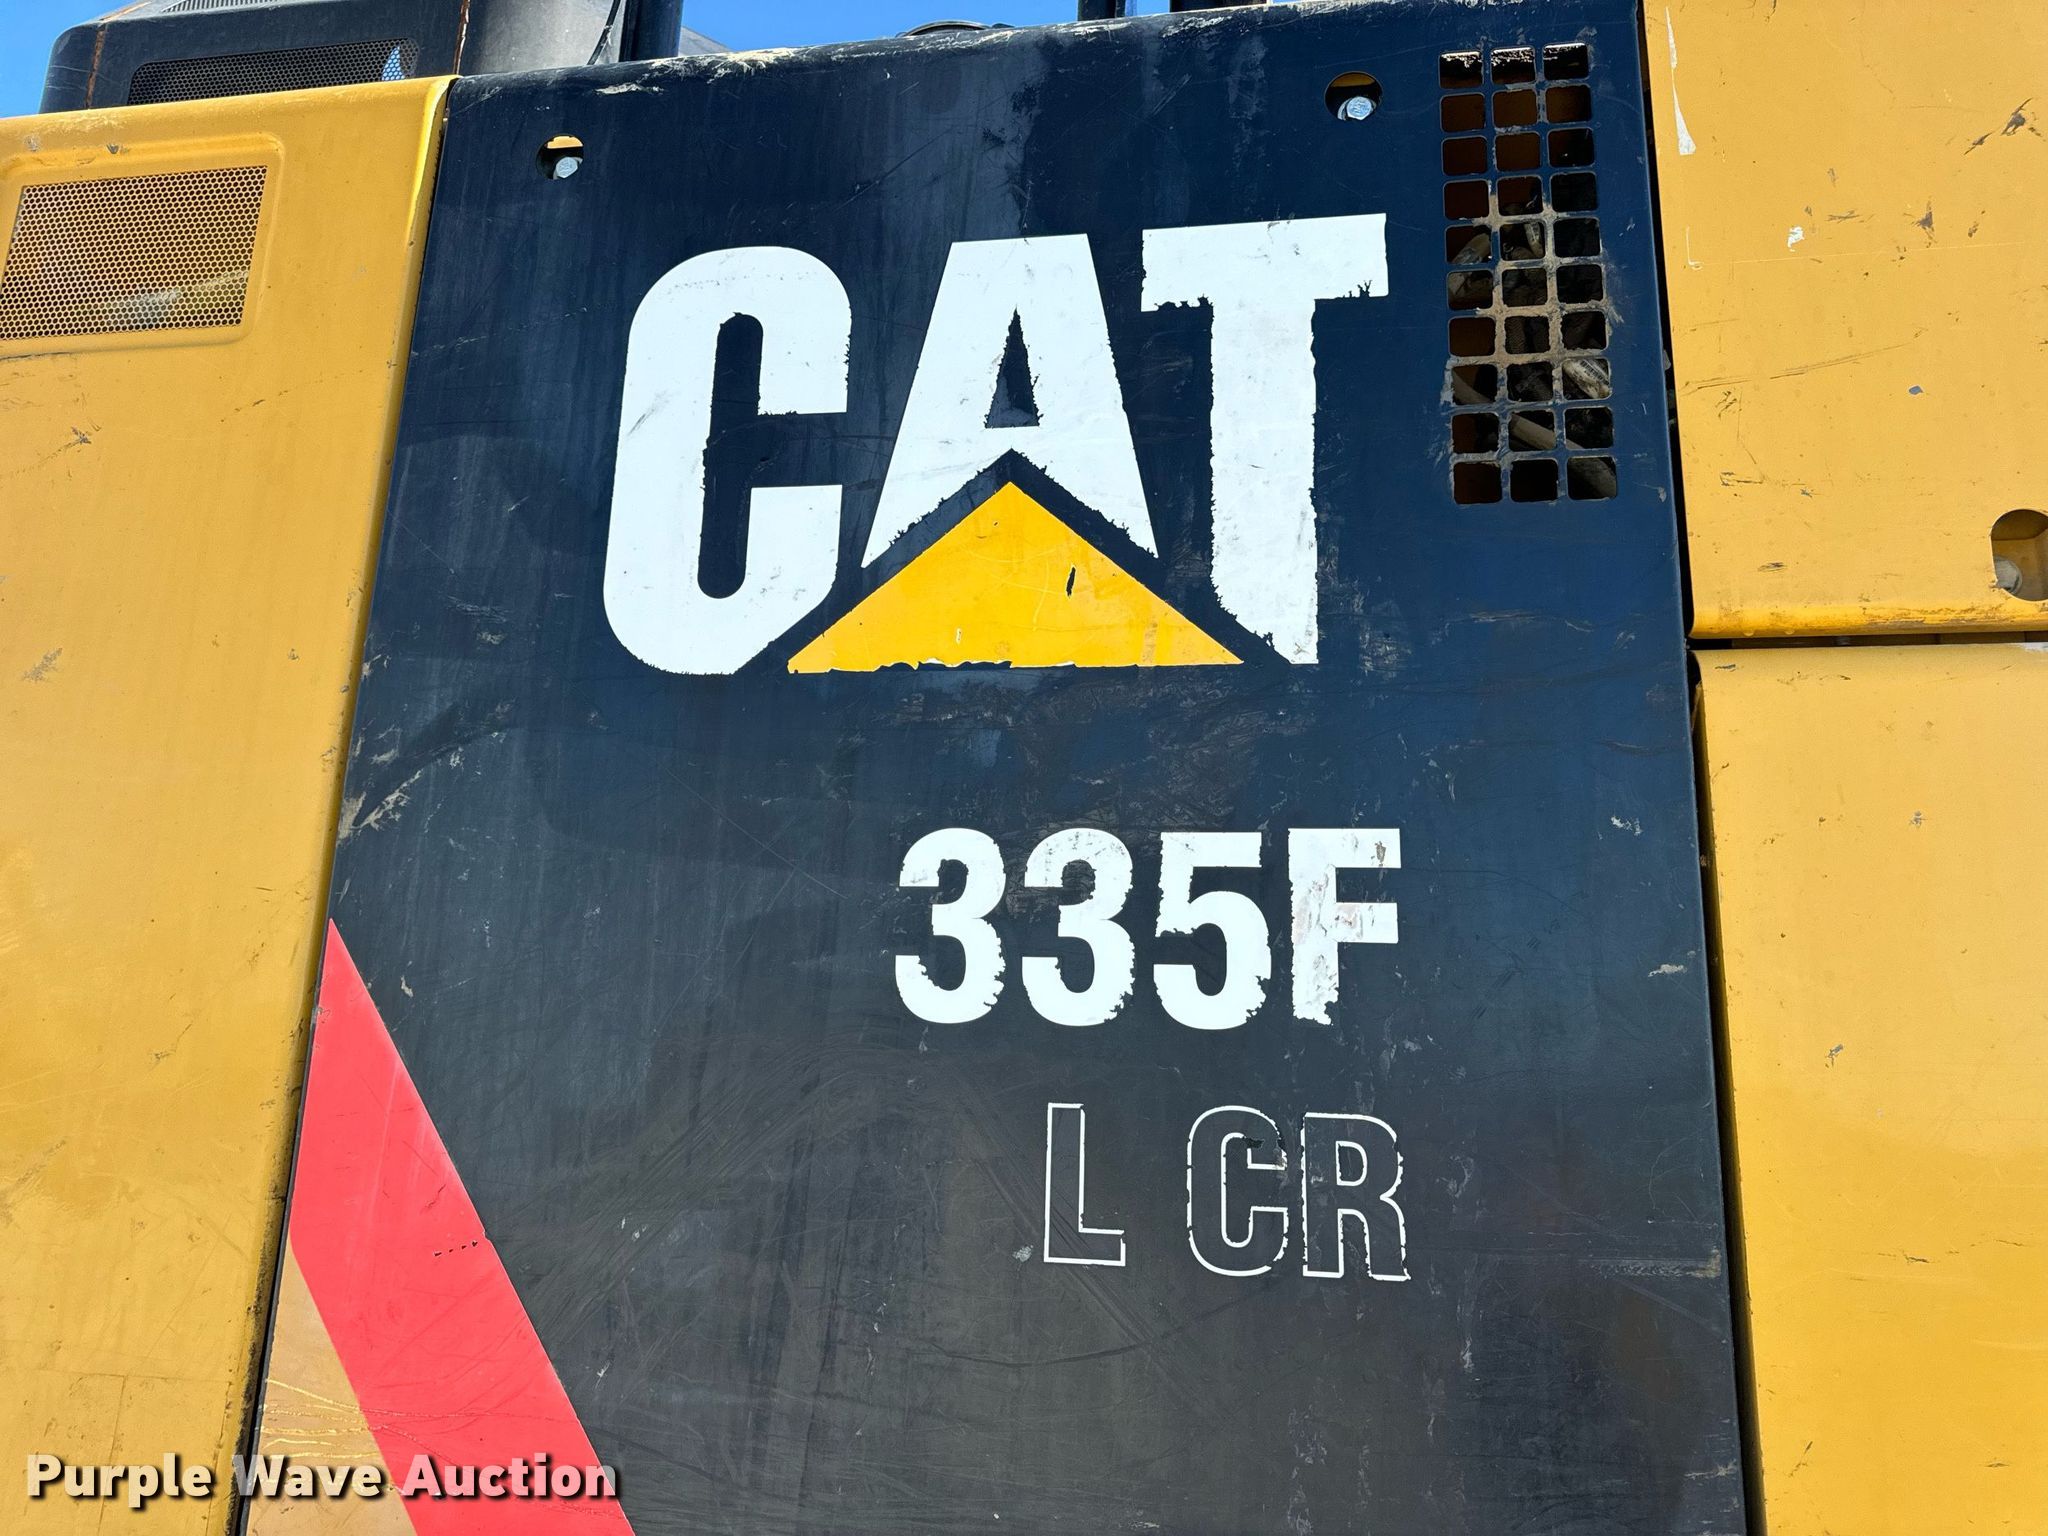 CAT
335F
L CR
Purple Wave Auction